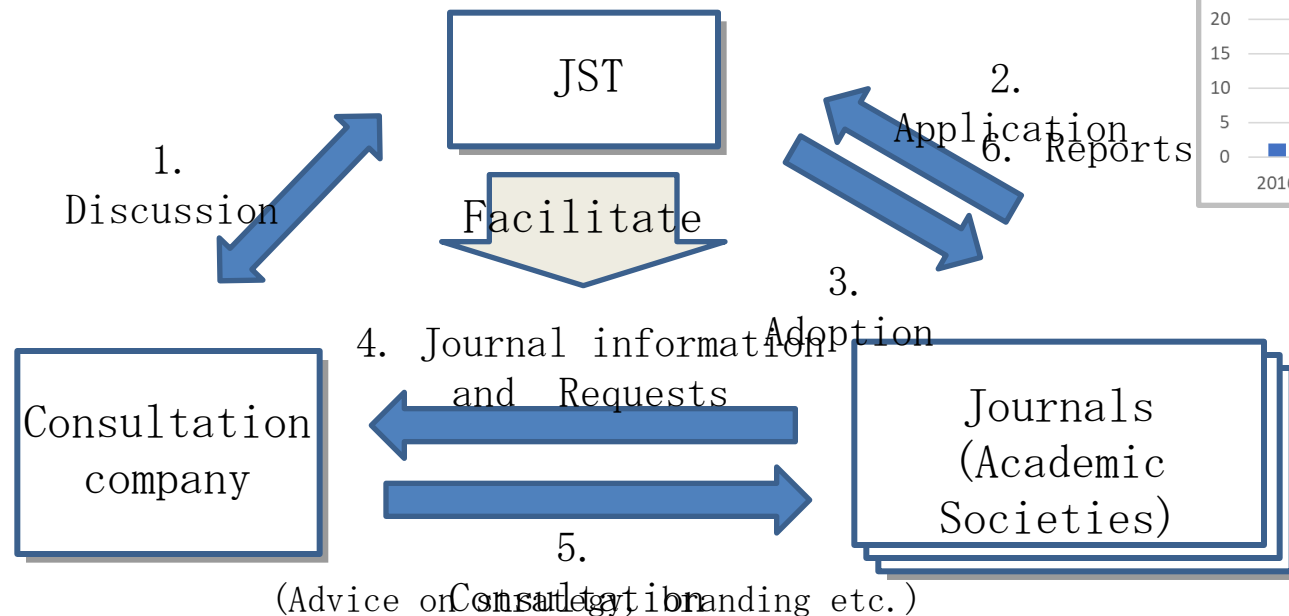 JST
20
15
10
5
0
2016
1.
Discussion
2.
Application
6. Reports
Facilitate
3.
Adoption
4. Journal information
and Requests
Consultation
company
Journals
(Academic
Societies)
5.
Consultation
(Advice on strategy, branding etc.)